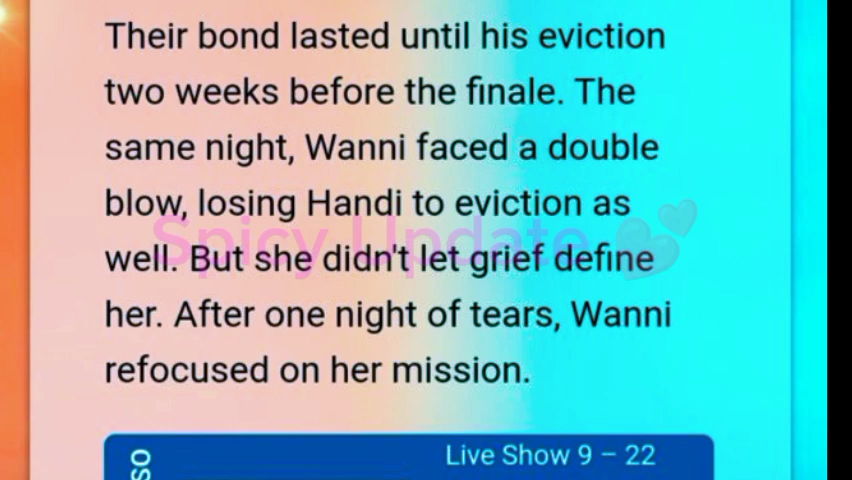 Their bond lasted until his eviction
two weeks before the finale. The
same night, Wanni faced a double
blow, losing Handi to eviction as
Spicy Update
well. But she didn't let grief define
her. After one night of tears, Wanni
refocused on her mission.
Live Show 9 – 22
so